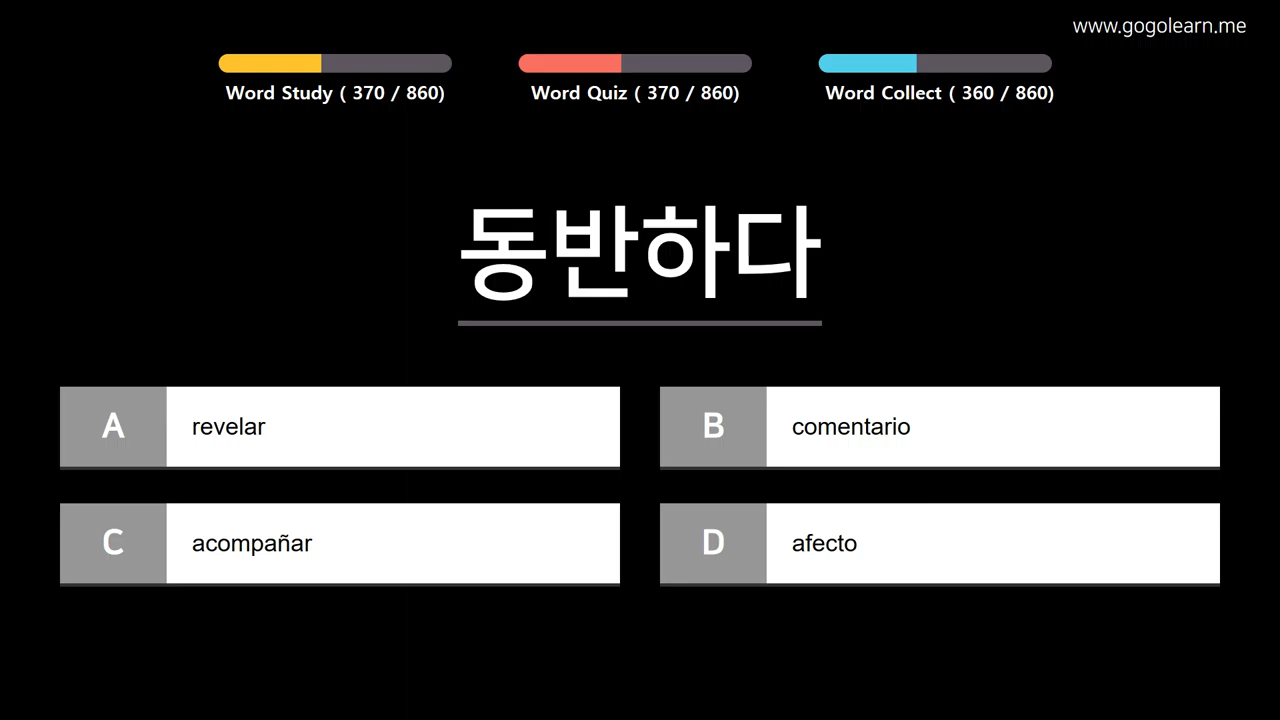 www.gogolearn.me
Word Study ( 370 / 860)
Word Quiz ( 370 / 860)
Word Collect ( 360 / 860)
동반하다
A revelar
B comentario
C acompañar
D afecto